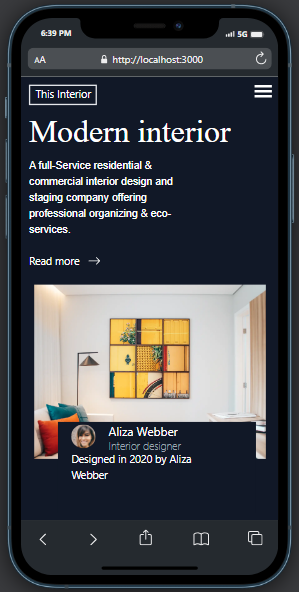 6:39 PM
5G
AA
http://localhost:3000
This Interior
Modern interior
A full-Service residential &
commercial interior design and
staging company offering
professional organizing & eco-
services.
Read more
Aliza Webber
Interior designer
Designed in 2020 by Aliza
Webber